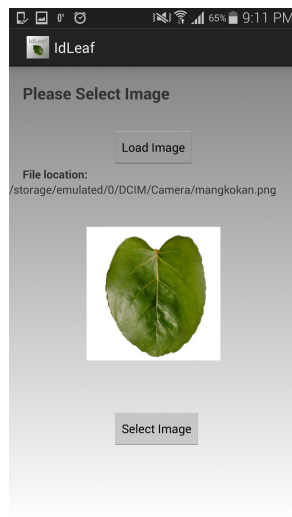 0° 65% 9:11 PM
IdLeaf
Please Select Image
Load Image
File location:
/storage/emulated/0/DCIM/Camera/mangkokan.png
Select Image